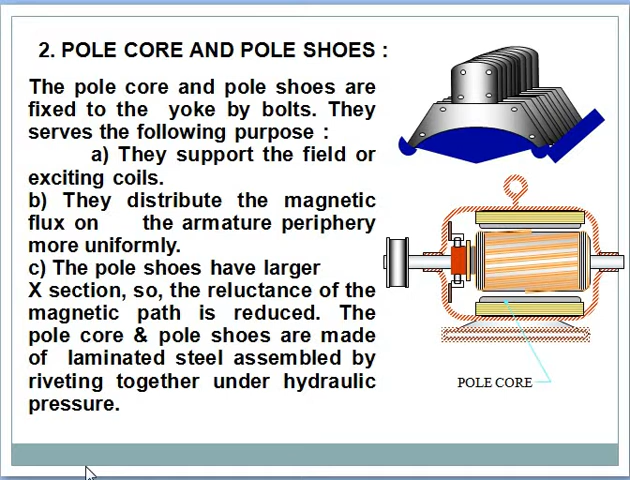 2. POLE CORE AND POLE SHOES :
The pole core and pole shoes are
fixed to the yoke by bolts. They
serves the following purpose :
a) They support the field or
exciting coils.
b) They distribute the magnetic
flux on the armature periphery
more uniformly.
c) The pole shoes have larger
X section, so, the reluctance of the
magnetic path is reduced. The
pole core & pole shoes are made
of laminated steel assembled by
riveting together under hydraulic
pressure.
POLE CORE